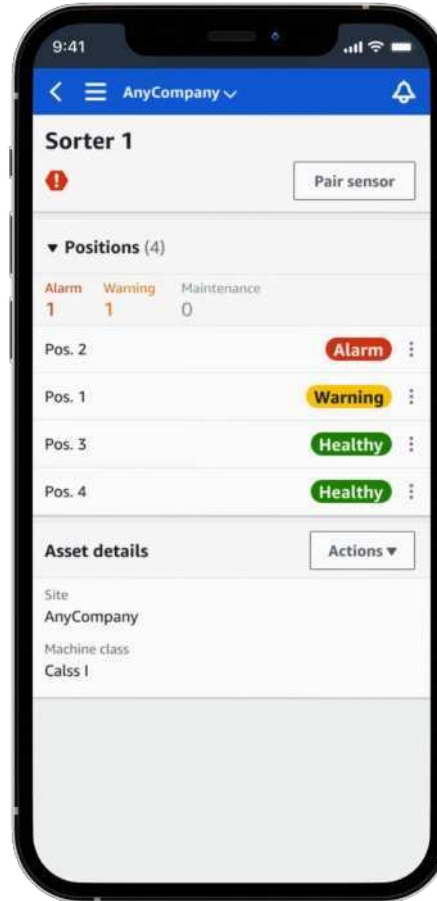 9:41
AnyCompany
Sorter 1
Pair sensor
Positions (4)
Alarm Warning Maintenance
1 1 0
Pos. 2 Alarm
Pos. 1 Warning
Pos. 3 Healthy
Pos. 4 Healthy
Asset details Actions
Site
AnyCompany
Machine class
Calss I